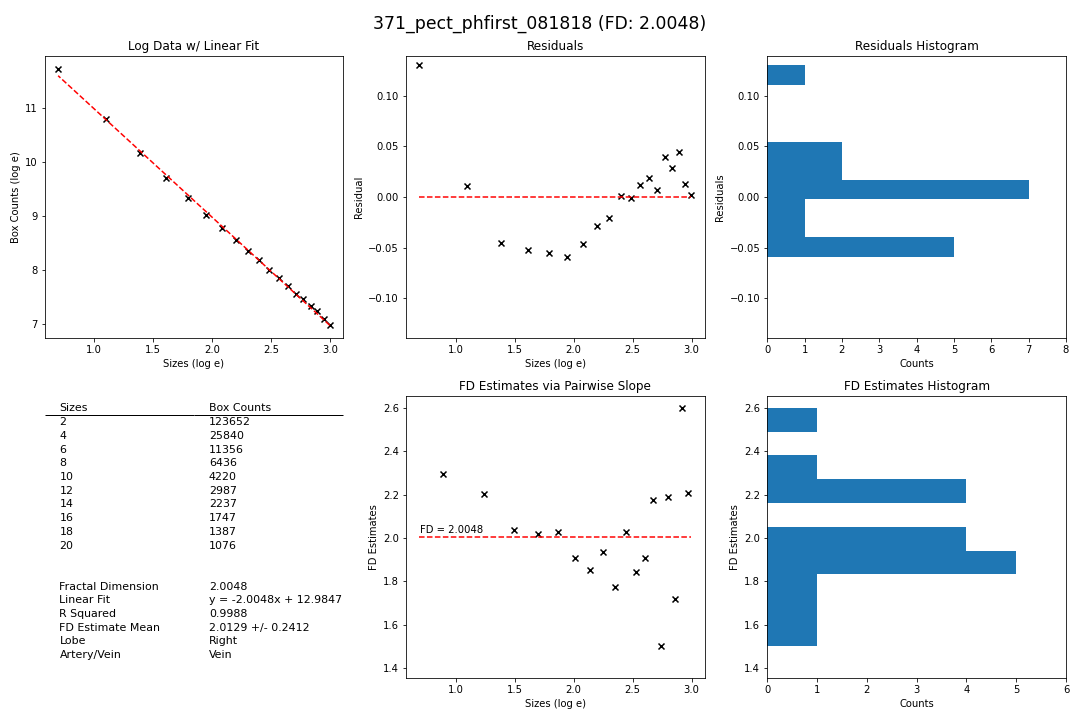 371_pect_phfirst_081818 (FD: 2.0048)
Log Data w/ Linear Fit
Box Counts (log e)
11
10
9
8
7
1.0 1.5 2.0 2.5 3.0
Sizes (log e)
Residuals
Residual
0.10
0.05
0.00
−0.05
−0.10
1.0 1.5 2.0 2.5 3.0
Sizes (log e)
Residuals Histogram
Residuals
0.10
0.05
0.00
−0.05
−0.10
0 1 2 3 4 5 6 7 8
Counts
Sizes Box Counts
2 123652
4 25840
6 11356
8 6436
10 4220
12 2987
14 2237
16 1747
18 1387
20 1076
Fractal Dimension 2.0048
Linear Fit y = -2.0048x + 12.9847
R Squared 0.9988
FD Estimate Mean 2.0129 +/- 0.2412
Lobe Right
Artery/Vein Vein
FD Estimates via Pairwise Slope
FD Estimates
2.6
2.4
2.2
2.0
1.8
1.6
1.4
FD = 2.0048
1.0 1.5 2.0 2.5 3.0
Sizes (log e)
FD Estimates Histogram
FD Estimates
2.6
2.4
2.2
2.0
1.8
1.6
1.4
0 1 2 3 4 5 6
Counts